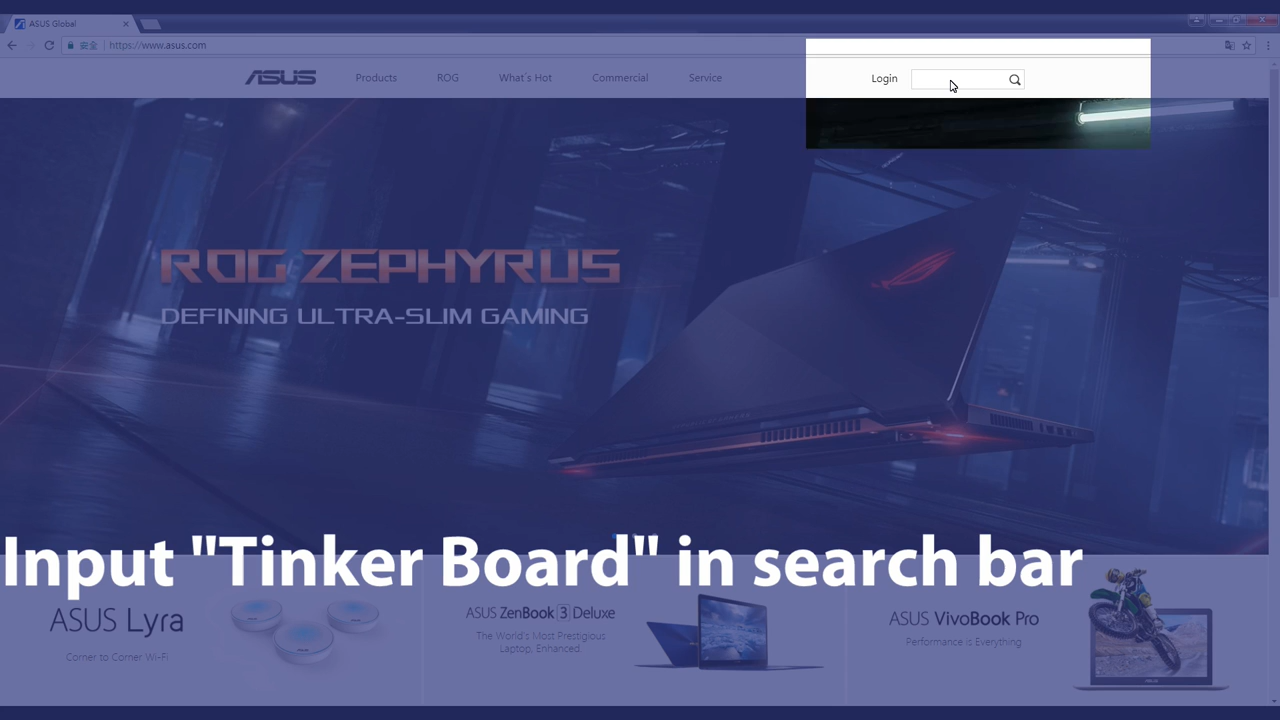 ASUS Global
安全 https://www.asus.com
ASUS Products ROG What's Hot Commercial Service Login
ROG ZEPHYRUS
DEFINING ULTRA-SLIM GAMING
Input "Tinker Board" in search bar
ASUS Lyra
Corner to Corner Wi-Fi
ASUS ZenBook 3 Deluxe
The World's Most Prestigious
Laptop, Enhanced.
ASUS VivoBook Pro
Performance is Everything